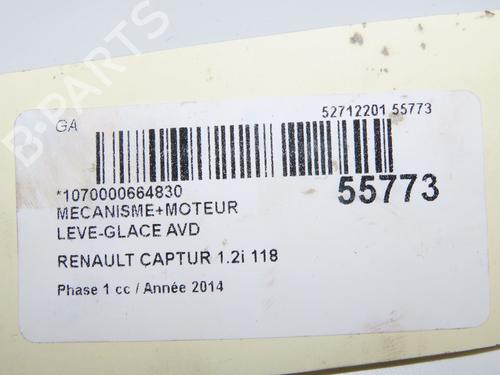 B-PARTS
GA
52712201 55773
*1070000664830
55773
MECANISME+MOTEUR
LEVE-GLACE AVD
RENAULT CAPTUR 1.2i 118
Phase 1 cc / Année 2014